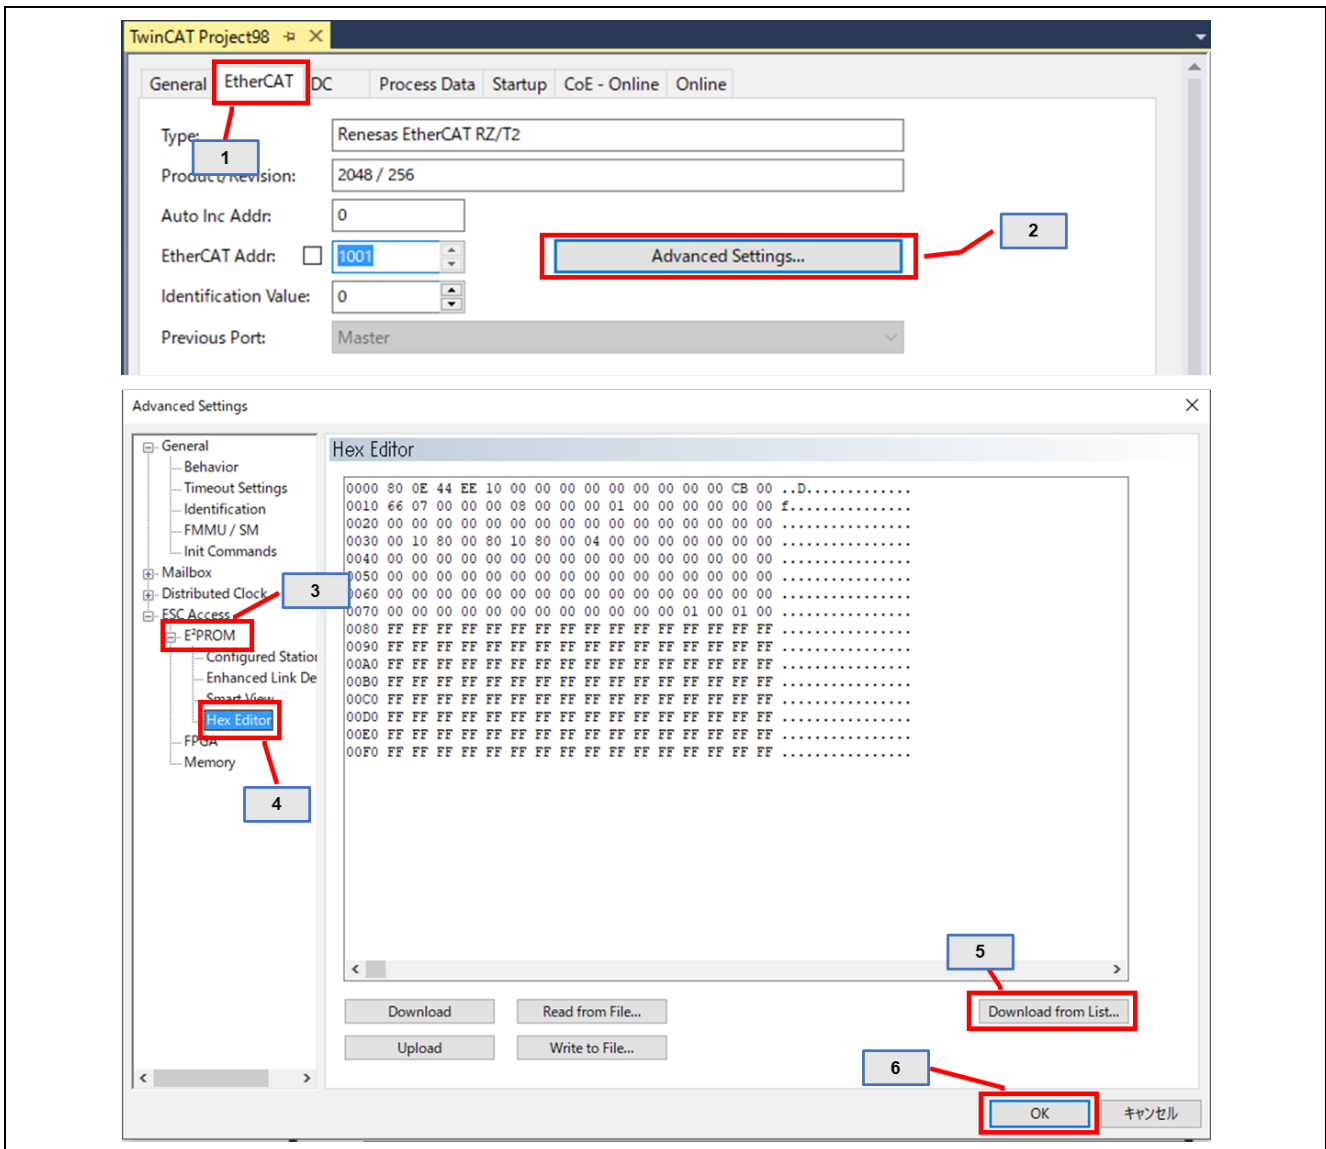 TwinCAT Project98
General EtherCAT DC Process Data Startup CoE - Online Online
Type: Renesas EtherCAT RZ/T2
1
Product/Revision: 2048 / 256
Auto Inc Addr: 0
2
EtherCAT Addr: 1001 Advanced Settings...
Identification Value: 0
Previous Port: Master
Advanced Settings
General
Behavior
Timeout Settings
Identification
FMMU / SM
Init Commands
Mailbox
Distributed Clock
3
ESC Access
E²PROM
Configured Station
Enhanced Link De
Smart View
Hex Editor
FPGA
Memory
4
Hex Editor
0000 80 0E 44 EE 10 00 00 00 00 00 00 00 00 00 CB 00 ..D.............
0010 66 07 00 00 00 08 00 00 00 01 00 00 00 00 00 00 f...............
0020 00 00 00 00 00 00 00 00 00 00 00 00 00 00 00 00 ................
0030 00 10 80 00 80 10 80 00 04 00 00 00 00 00 00 00 ................
0040 00 00 00 00 00 00 00 00 00 00 00 00 00 00 00 00 ................
0050 00 00 00 00 00 00 00 00 00 00 00 00 00 00 00 00 ................
0060 00 00 00 00 00 00 00 00 00 00 00 00 00 00 00 00 ................
0070 00 00 00 00 00 00 00 00 00 00 00 00 01 00 01 00 ................
0080 FF FF FF FF FF FF FF FF FF FF FF FF FF FF FF FF ................
0090 FF FF FF FF FF FF FF FF FF FF FF FF FF FF FF FF ................
00A0 FF FF FF FF FF FF FF FF FF FF FF FF FF FF FF FF ................
00B0 FF FF FF FF FF FF FF FF FF FF FF FF FF FF FF FF ................
00C0 FF FF FF FF FF FF FF FF FF FF FF FF FF FF FF FF ................
00D0 FF FF FF FF FF FF FF FF FF FF FF FF FF FF FF FF ................
00E0 FF FF FF FF FF FF FF FF FF FF FF FF FF FF FF FF ................
00F0 FF FF FF FF FF FF FF FF FF FF FF FF FF FF FF FF ................
5
Download Read from File... Download from List...
Upload Write to File...
6
OK キャンセル